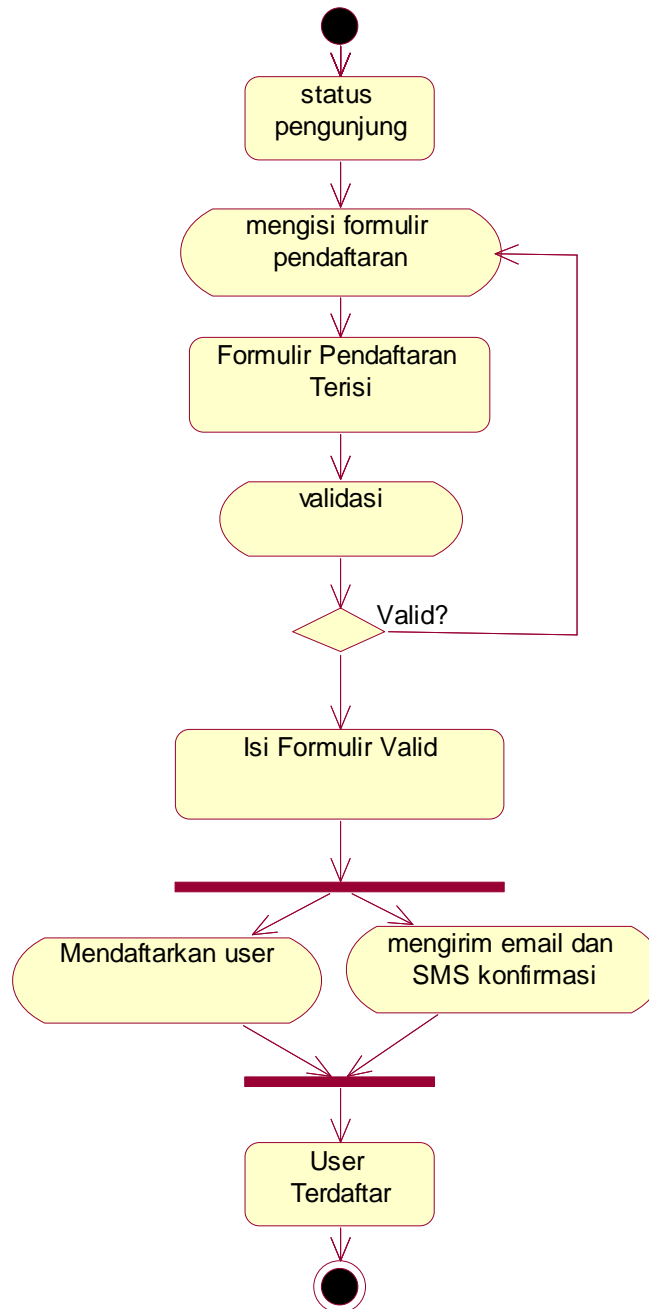 status
pengunjung
mengisi formulir
pendaftaran
Formulir Pendaftaran
Terisi
validasi
Valid?
Isi Formulir Valid
Mendaftarkan user
mengirim email dan
SMS konfirmasi
User
Terdaftar